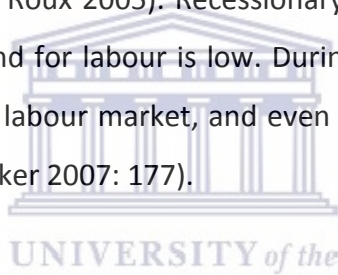 Roux 2005). Recessionary
nd for labour is low. Durin
labour market, and even
ker 2007: 177).
UNIVERSITY of the